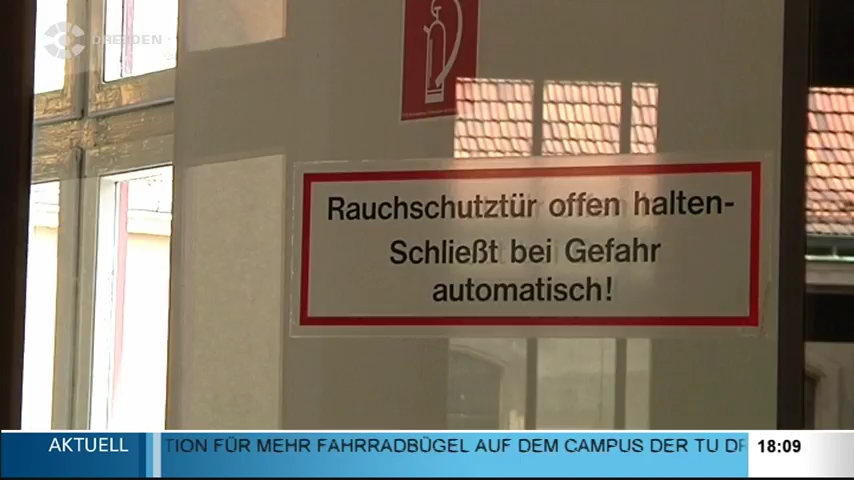 DRESDEN
Rauchschutztür offen halten-
Schließt bei Gefahr
automatisch!
AKTUELL
TION FÜR MEHR FAHRRADBÜGEL AUF DEM CAMPUS DER TU DR
18:09